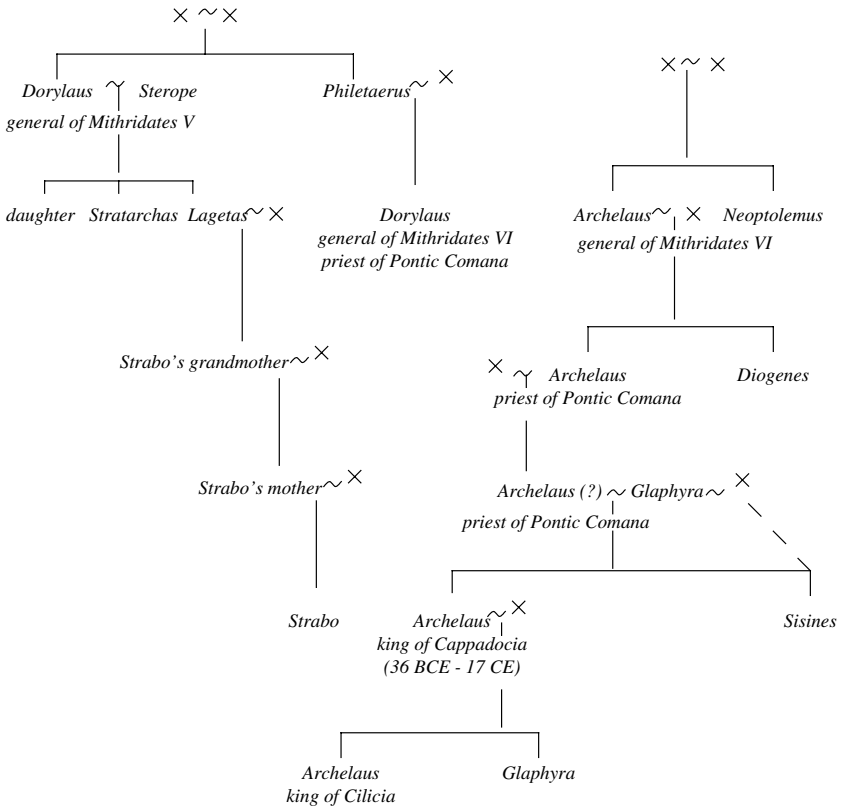 Dorylaus Sterope Philetaerus
general of Mithridates V
daughter Stratarchas Lagetas
Dorylaus
general of Mithridates VI
priest of Pontic Comana
Archelaus Neoptolemus
general of Mithridates VI
Strabo's grandmother
Archelaus Diogenes
priest of Pontic Comana
Strabo's mother
Archelaus (?) Glaphyra
priest of Pontic Comana
Strabo
Archelaus Sisines
king of Cappadocia
(36 BCE - 17 CE)
Archelaus Glaphyra
king of Cilicia